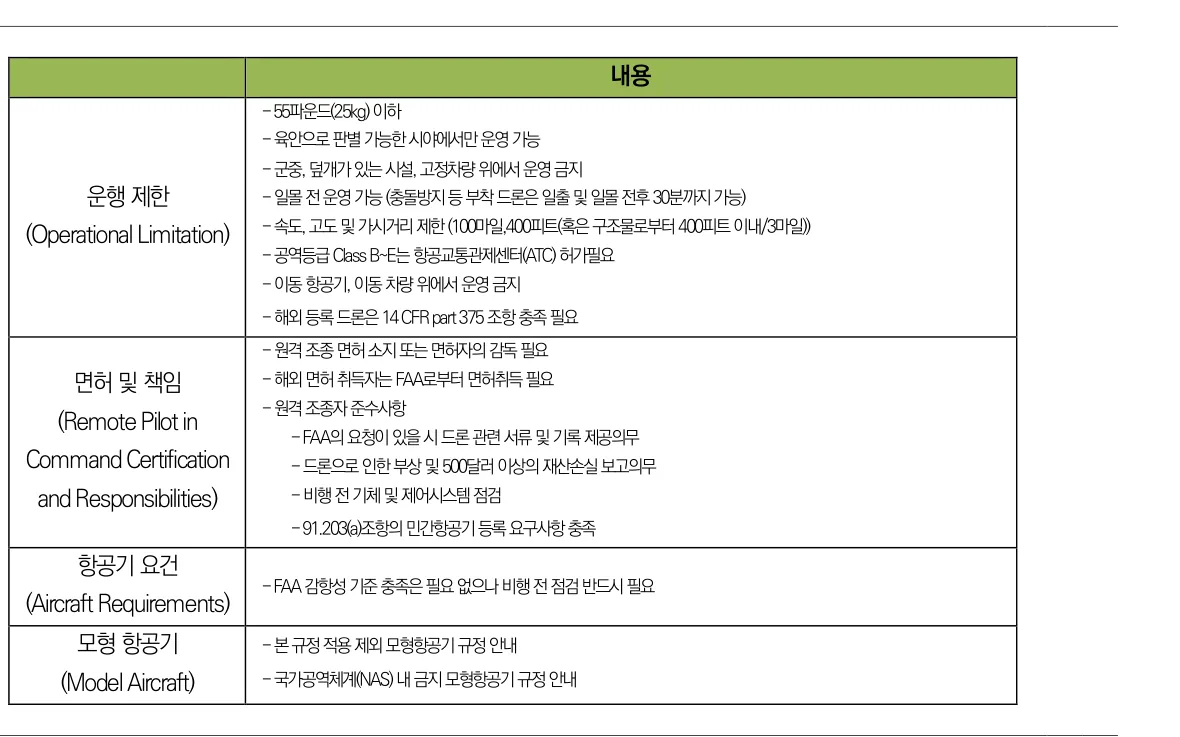 내용
운행 제한
(Operational Limitation)
- 55파운드(25kg) 이하
- 육안으로 판별 가능한 시야에서만 운영 가능
- 군중, 덮개가 있는 시설, 고정차량 위에서 운영 금지
- 일몰 전 운영 가능 (충돌방지 등 부착 드론은 일출 및 일몰 전후 30분까지 가능)
- 속도, 고도 및 가시거리 제한 (100마일,400피트(혹은 구조물로부터 400피트 이내/3마일))
- 공역등급 Class B~E는 항공교통관제센터(ATC) 허가필요
- 이동 항공기, 이동 차량 위에서 운영 금지
- 해외 등록 드론은 14 CFR part 375 조항 충족 필요
면허 및 책임
(Remote Pilot in
Command Certification
and Responsibilities)
- 원격 조종 면허 소지 또는 면허자의 감독 필요
- 해외 면허 취득자는 FAA로부터 면허취득 필요
- 원격 조종자 준수사항
- FAA의 요청이 있을 시 드론 관련 서류 및 기록 제공의무
- 드론으로 인한 부상 및 500달러 이상의 재산손실 보고의무
- 비행 전 기체 및 제어시스템 점검
- 91.203(a)조항의 민간항공기 등록 요구사항 충족
항공기 요건
(Aircraft Requirements)
- FAA 감항성 기준 충족은 필요 없으나 비행 전 점검 반드시 필요
모형 항공기
(Model Aircraft)
- 본 규정 적용 제외 모형항공기 규정 안내
- 국가공역체계(NAS) 내 금지 모형항공기 규정 안내